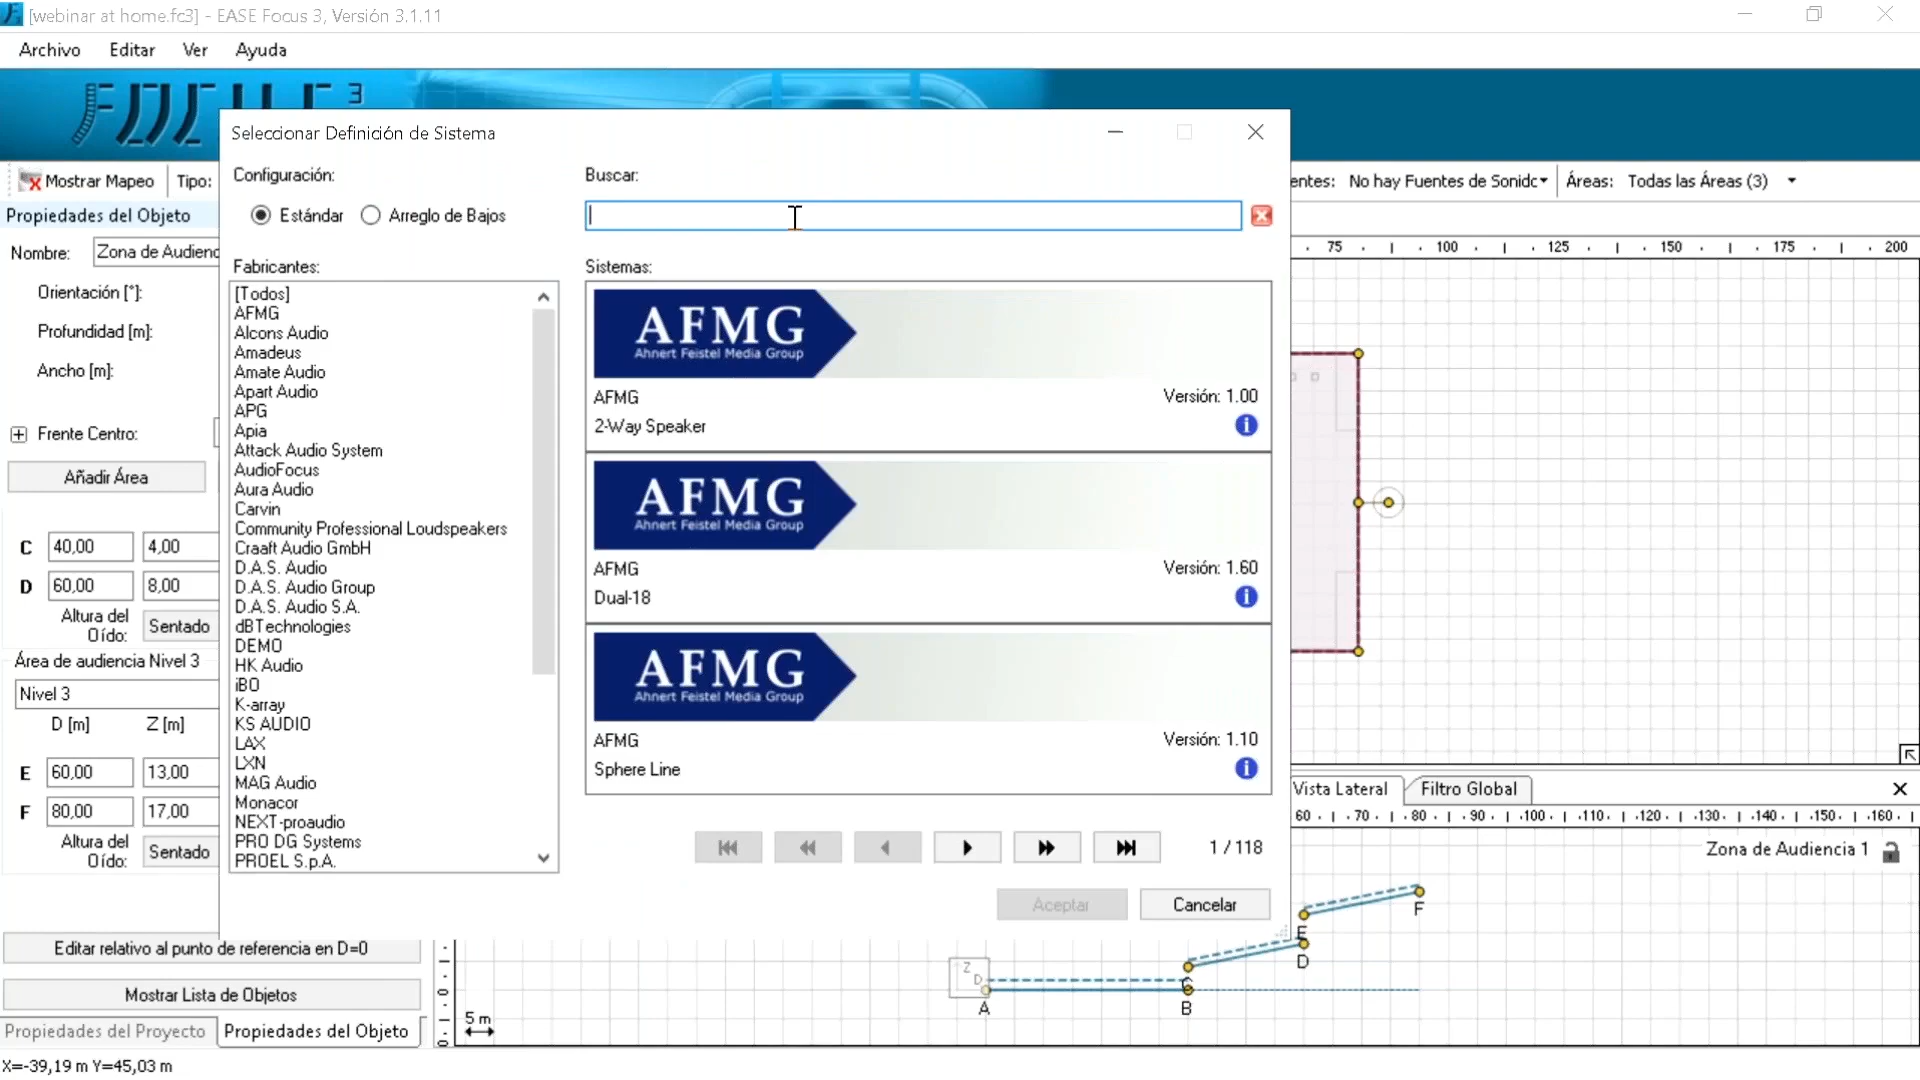 [webinar at home.fc3] - EASE Focus 3, Versión 3.1.11
Archivo Editar Ver Ayuda
3
Seleccionar Definición de Sistema
Configuración:
Estándar Arreglo de Bajos
Buscar:
Fabricantes:
[Todos]
AFMG
Alcons Audio
Amadeus
Amate Audio
Apart Audio
APG
Apia
Attack Audio System
AudioFocus
Aura Audio
Carvin
Community Professional Loudspeakers
Craaft Audio GmbH
D.A.S. Audio
D.A.S. Audio Group
D.A.S. Audio S.A.
dBTechnologies
DEMO
HK Audio
iBO
K-array
KS AUDIO
LAX
LXN
MAG Audio
Monacor
NEXT-proaudio
PRO DG Systems
PROEL S.p.A.
Sistemas:
AFMG
Ahnert Feistel Media Group
AFMG Versión: 1.00
2-Way Speaker
AFMG
Ahnert Feistel Media Group
AFMG Versión: 1.60
Dual-18
AFMG
Ahnert Feistel Media Group
AFMG Versión: 1.10
Sphere Line
1 / 118
Aceptar Cancelar
Mostrar Mapeo Tipo:
Propiedades del Objeto
Nombre: Zona de Audienc
Orientación [°]:
Profundidad [m]:
Ancho [m]:
Frente Centro:
Añadir Área
C 40,00 4,00
D 60,00 8,00
Altura del
Oído: Sentado
Área de audiencia Nivel 3
Nivel 3
D [m] Z [m]
E 60,00 13,00
F 80,00 17,00
Altura del
Oído: Sentado
Editar relativo al punto de referencia en D=0
Mostrar Lista de Objetos
Propiedades del Proyecto Propiedades del Objeto
X=-39,19 m Y=45,03 m
entes: No hay Fuentes de Sonidc Áreas: Todas las Áreas (3)
75 100 125 150 175 200
Vista Lateral Filtro Global
60 70 80 90 100 110 120 130 140 150 160
Zona de Audiencia 1
F
E
D
Z
D
C
A B
5 m
0